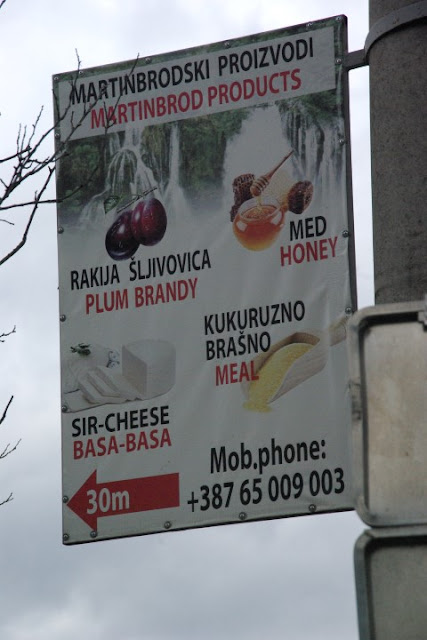 MARTINBRODSKI PROIZVODI
MARTINBROD PRODUCTS
RAKIJA ŠLJIVOVICA
PLUM BRANDY
MED
HONEY
KUKURUZNO
BRAŠNO
MEAL
SIR-CHEESE
BASA-BASA
30m
Mob.phone:
+387 65 009 003